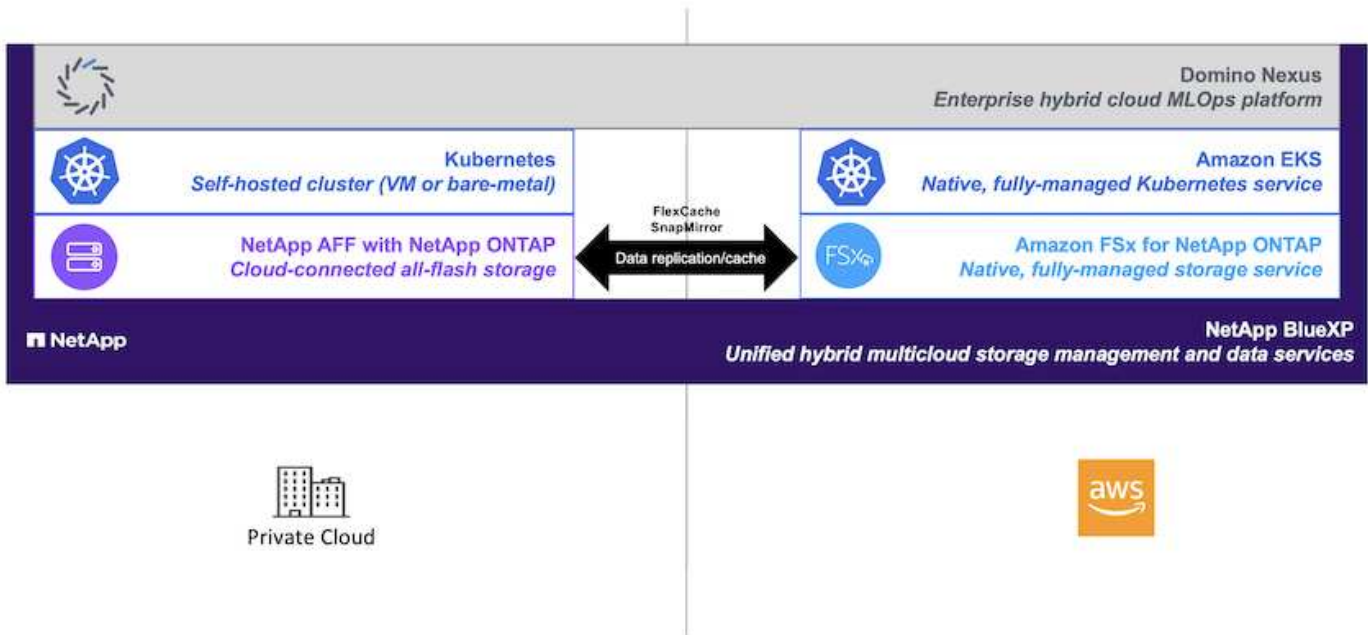 Domino Nexus
Enterprise hybrid cloud MLOps platform
Kubernetes
Self-hosted cluster (VM or bare-metal)
Amazon EKS
Native, fully-managed Kubernetes service
FlexCache
SnapMirror
Data replication/cache
NetApp AFF with NetApp ONTAP
Cloud-connected all-flash storage
FSx
Amazon FSx for NetApp ONTAP
Native, fully-managed storage service
NetApp
NetApp BlueXP
Unified hybrid multicloud storage management and data services
Private Cloud
aws